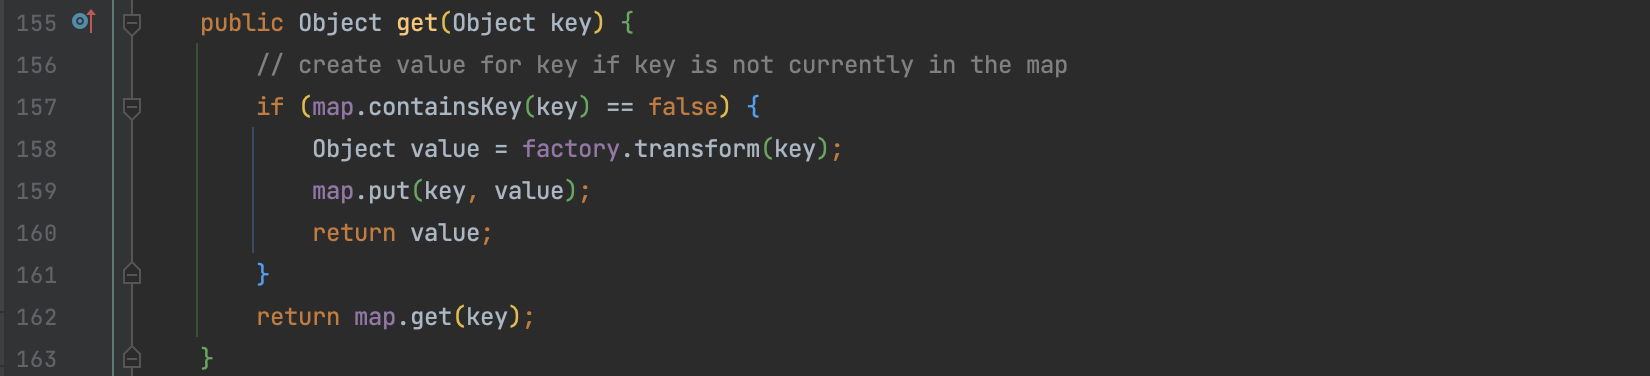 155 public Object get(Object key) {
156 // create value for key if key is not currently in the map
157 if (map.containsKey(key) == false) {
158 Object value = factory.transform(key);
159 map.put(key, value);
160 return value;
161 }
162 return map.get(key);
163 }